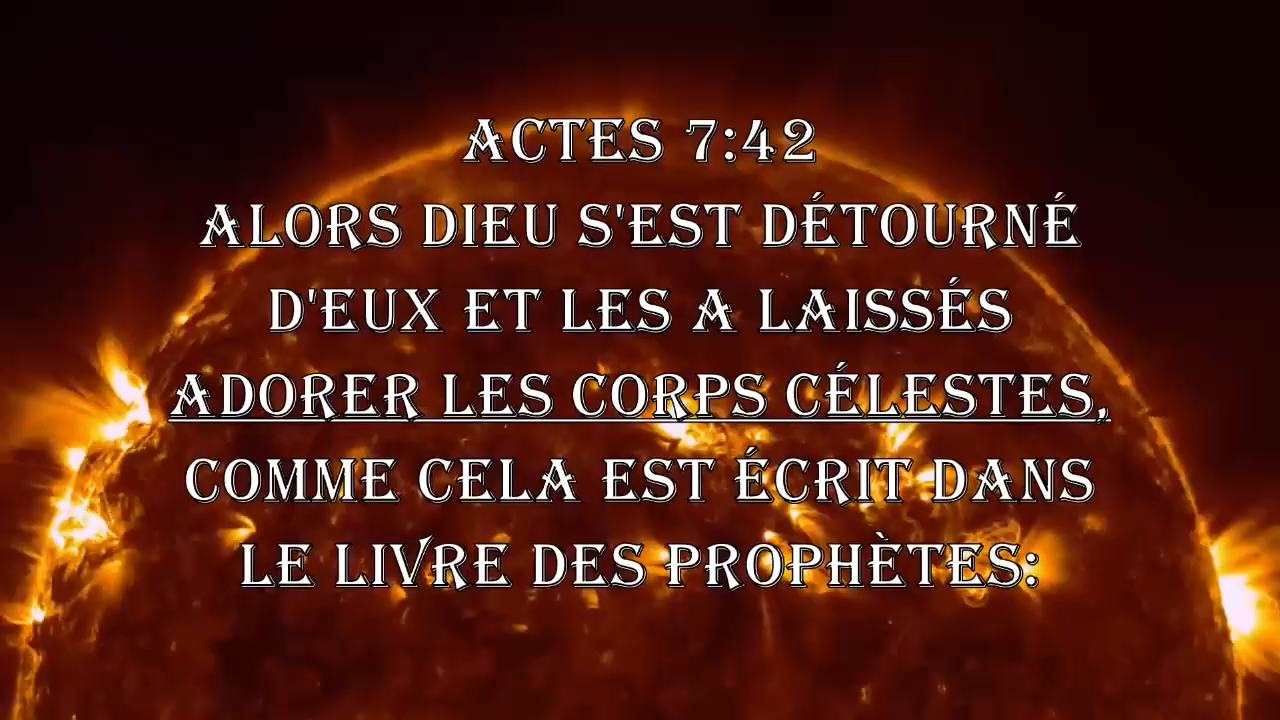 ACTES 7:42
ALORS DIEU S'EST DÉTOURNÉ
D'EUX ET LES A LAISSÉS
ADORER LES CORPS CÉLESTES,
COMME CELA EST ÉCRIT DANS
LE LIVRE DES PROPHÈTES: